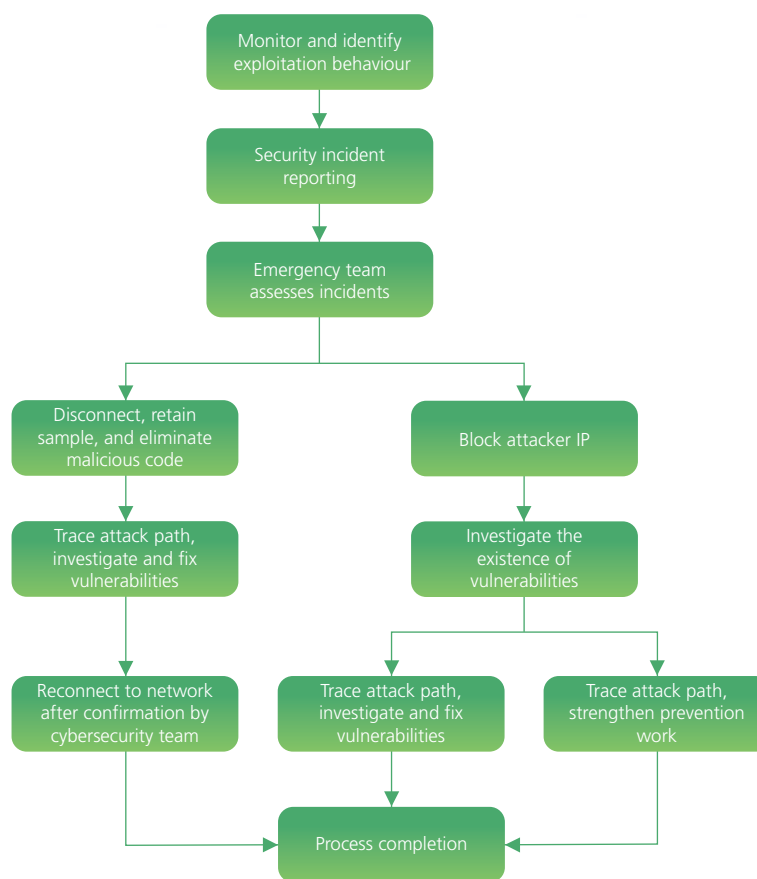 Monitor and identify
exploitation behaviour
Security incident
reporting
Emergency team
assesses incidents
Disconnect, retain
sample, and eliminate
malicious code
Block attacker IP
Trace attack path,
investigate and fix
vulnerabilities
Investigate the
existence of
vulnerabilities
Reconnect to network
after confirmation by
cybersecurity team
Trace attack path,
investigate and fix
vulnerabilities
Trace attack path,
strengthen prevention
work
Process completion